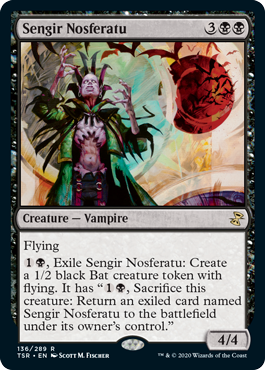 Sengir Nosferatu 3
Creature — Vampire
Flying
1, Exile Sengir Nosferatu: Create
a 1/2 black Bat creature token with
flying. It has “1, Sacrifice this
creature: Return an exiled card named
Sengir Nosferatu to the battlefield
under its owner’s control.”
4/4
136/289 R
TSR • EN Scott M. Fischer ™ & © 2020 Wizards of the Coast